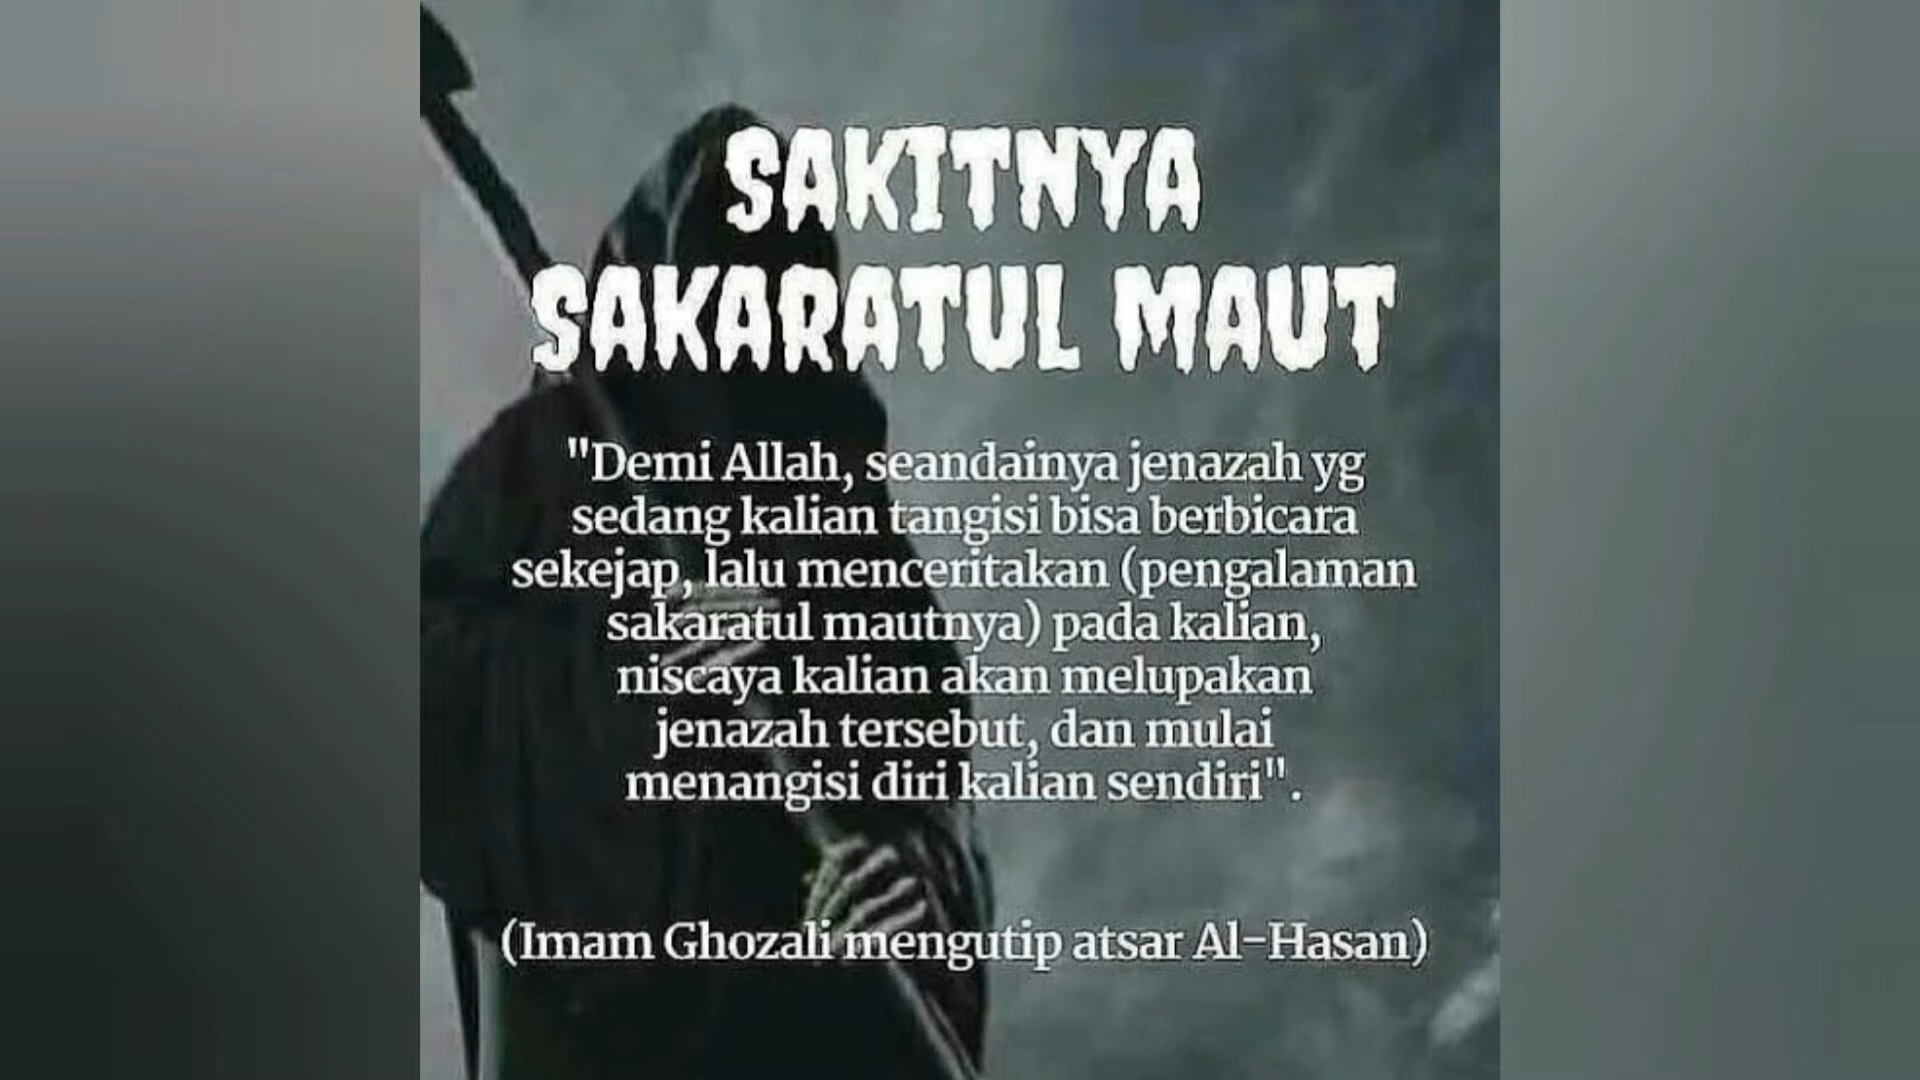 SAKITNYA
SAKARATUL MAUT
"Demi Allah, seandainya jenazah yg
sedang kalian tangisi bisa berbicara
sekejap, lalu menceritakan (pengalaman
sakaratul mautnya) pada kalian,
niscaya kalian akan melupakan
jenazah tersebut, dan mulai
menangisi diri kalian sendiri".
(Imam Ghozali mengutip atsar Al-Hasan)